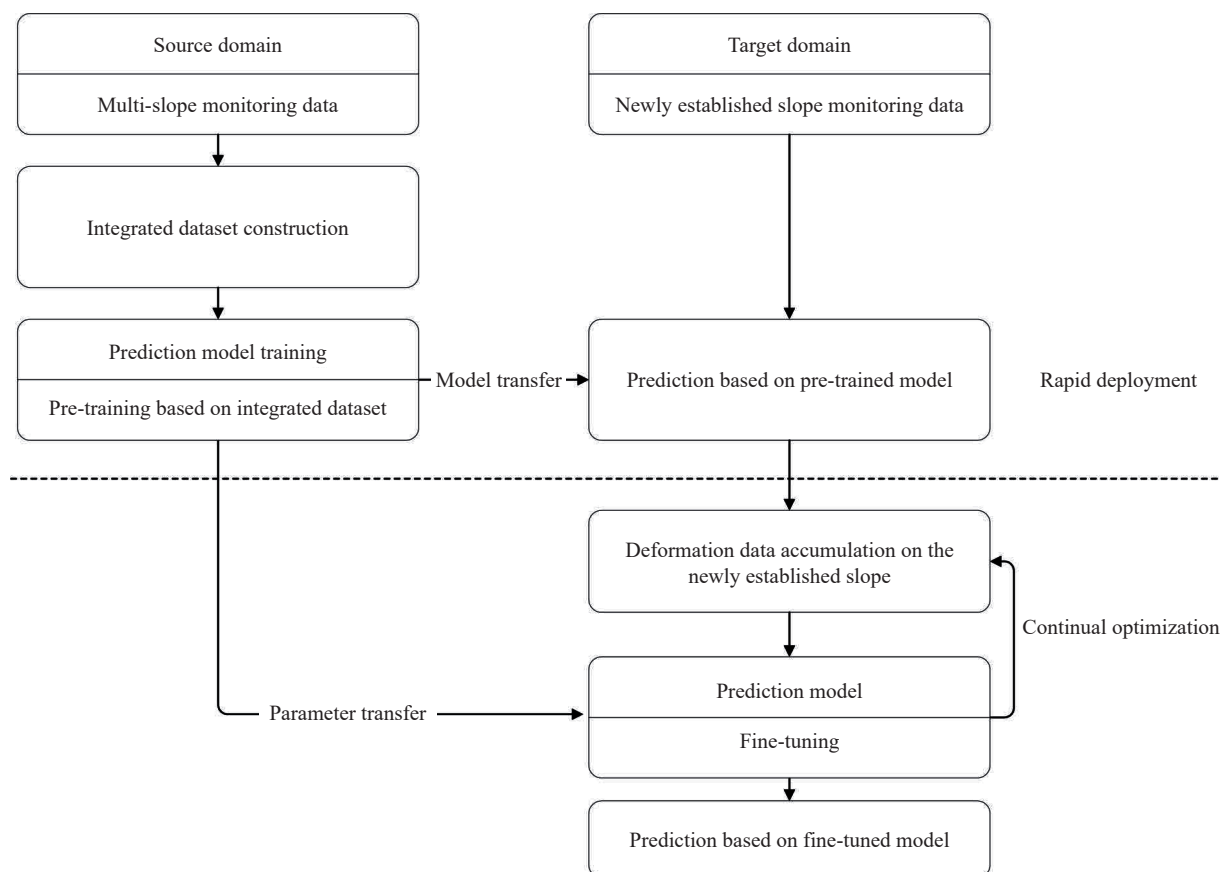 Source domain
Multi-slope monitoring data
Target domain
Newly established slope monitoring data
Integrated dataset construction
Prediction model training
Pre-training based on integrated dataset
Model transfer
Prediction based on pre-trained model
Rapid deployment
Deformation data accumulation on the
newly established slope
Continual optimization
Prediction model
Parameter transfer
Fine-tuning
Prediction based on fine-tuned model